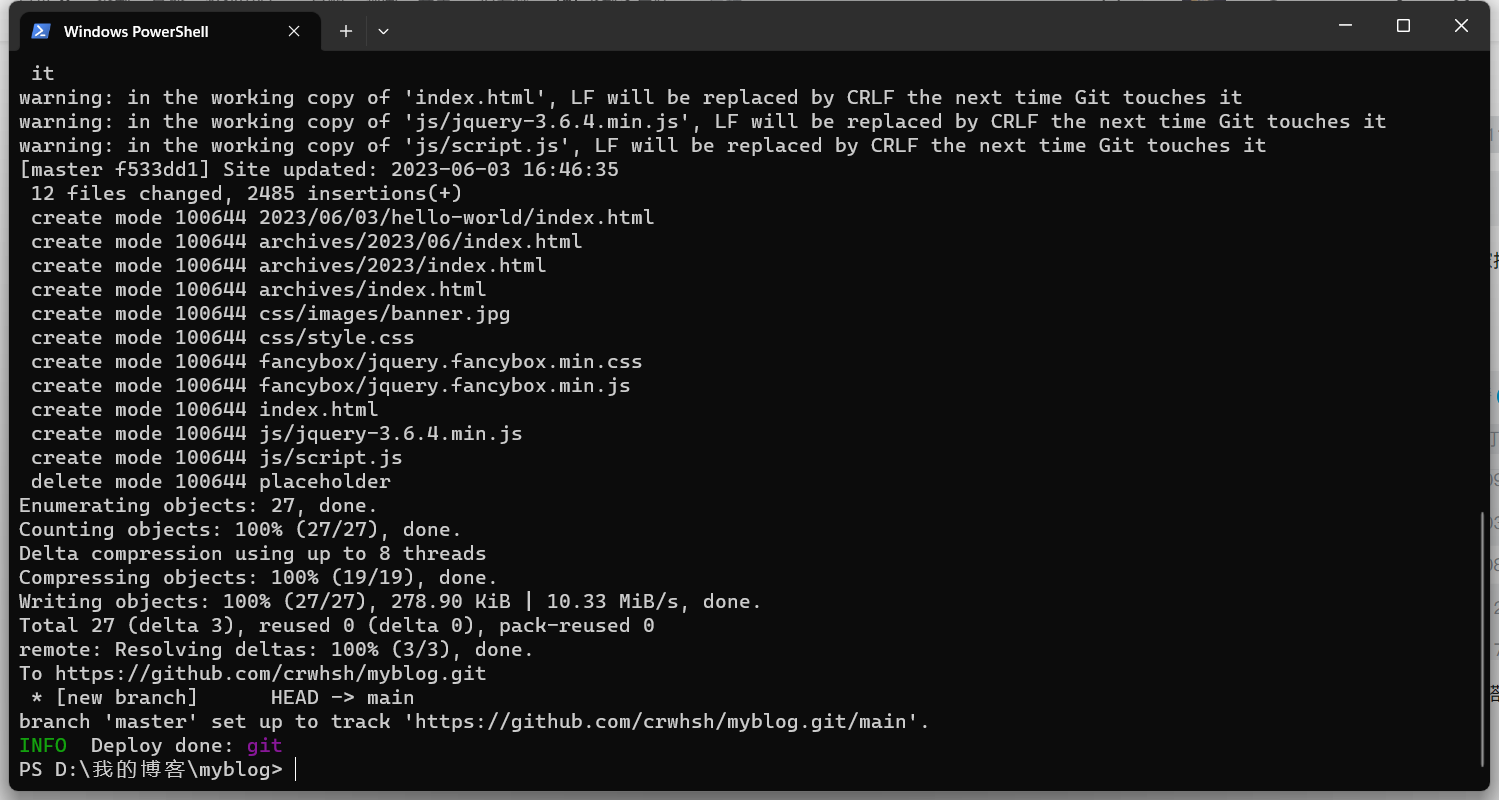 Windows PowerShell
it
warning: in the working copy of 'index.html', LF will be replaced by CRLF the next time Git touches it
warning: in the working copy of 'js/jquery-3.6.4.min.js', LF will be replaced by CRLF the next time Git touches it
warning: in the working copy of 'js/script.js', LF will be replaced by CRLF the next time Git touches it
[master f533dd1] Site updated: 2023-06-03 16:46:35
12 files changed, 2485 insertions(+)
create mode 100644 2023/06/03/hello-world/index.html
create mode 100644 archives/2023/06/index.html
create mode 100644 archives/2023/index.html
create mode 100644 archives/index.html
create mode 100644 css/images/banner.jpg
create mode 100644 css/style.css
create mode 100644 fancybox/jquery.fancybox.min.css
create mode 100644 fancybox/jquery.fancybox.min.js
create mode 100644 index.html
create mode 100644 js/jquery-3.6.4.min.js
create mode 100644 js/script.js
delete mode 100644 placeholder
Enumerating objects: 27, done.
Counting objects: 100% (27/27), done.
Delta compression using up to 8 threads
Compressing objects: 100% (19/19), done.
Writing objects: 100% (27/27), 278.90 KiB | 10.33 MiB/s, done.
Total 27 (delta 3), reused 0 (delta 0), pack-reused 0
remote: Resolving deltas: 100% (3/3), done.
To https://github.com/crwhsh/myblog.git
* [new branch]      HEAD -> main
branch 'master' set up to track 'https://github.com/crwhsh/myblog.git/main'.
INFO  Deploy done: git
PS D:\我的博客\myblog>